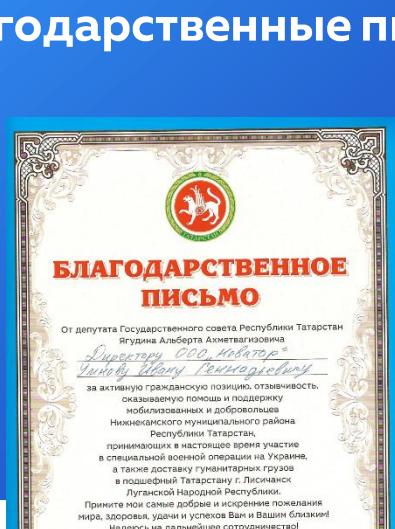 годарственные п
ТАТАРСТАН
БЛАГОДАРСТВЕННОЕ
ПИСЬМО
От депутата Государственного совета Республики Татарстан
Ягудина Альберта Ахметвагизовича
Директору ООО „Новатор"
Умнову Ивану Геннадьевичу
за активную гражданскую позицию, отзывчивость,
оказываемую помощь и поддержку
мобилизованных и добровольцев
Нижнекамского муниципального района
Республики Татарстан,
принимающих в настоящее время участие
в специальной военной операции на Украине,
а также доставку гуманитарных грузов
в подшефный Татарстану г. Лисичанск
Луганской Народной Республики.
Примите мои самые добрые и искренние пожелания
мира, здоровья, удачи и успехов Вам и Вашим близким!
Надеюсь на дальнейшее сотрудничество!